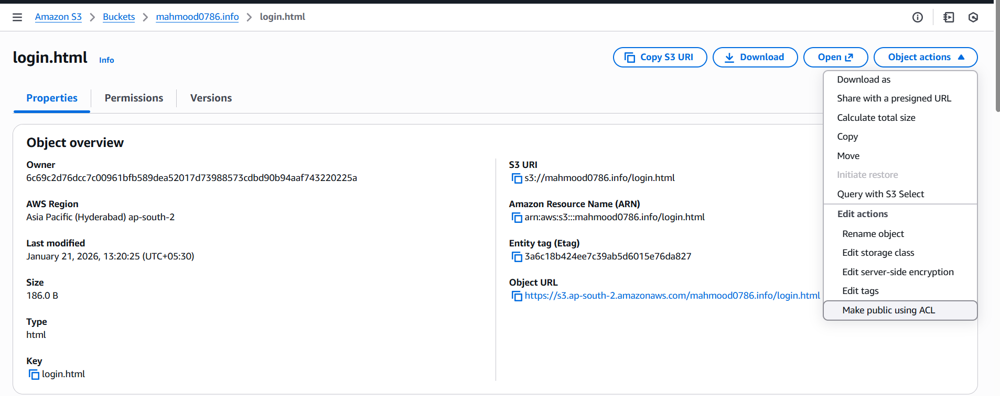 Amazon S3 > Buckets > mahmood0786.info > login.html
login.html Info
Copy S3 URI Download Open Object actions
Download as
Share with a presigned URL
Calculate total size
Copy
Move
Initiate restore
Query with S3 Select
Edit actions
Rename object
Edit storage class
Edit server-side encryption
Edit tags
Make public using ACL
Properties Permissions Versions
Object overview
Owner
6c69c2d76dcc7c00961bfb589dea52017d73988573cdbd90b94aaf743220225a
AWS Region
Asia Pacific (Hyderabad) ap-south-2
Last modified
January 21, 2026, 13:20:25 (UTC+05:30)
Size
186.0 B
Type
html
Key
login.html
S3 URI
s3://mahmood0786.info/login.html
Amazon Resource Name (ARN)
arn:aws:s3:::mahmood0786.info/login.html
Entity tag (Etag)
3a6c18b424ee7c39ab5d6015e76da827
Object URL
https://s3.ap-south-2.amazonaws.com/mahmood0786.info/login.html